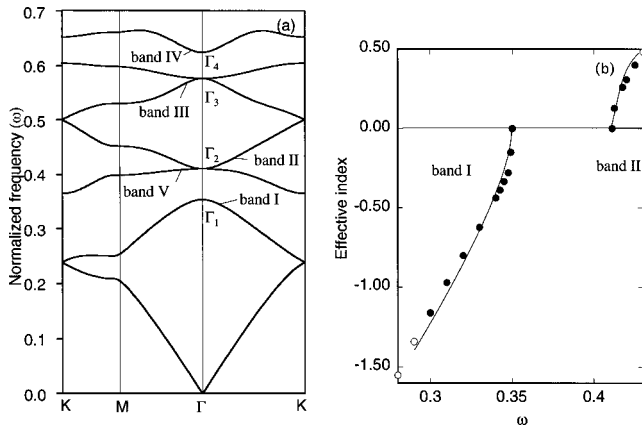 0.7
(a)
band IV
0.6
Γ4
Γ3
band III
0.5
Γ2
band II
0.4
band V
band I
0.3
Γ1
0.2
0.1
0.0
K
M
Γ
K
Normalized frequency (ω)
0.50
(b)
0.00
band I
band II
-0.50
-1.00
-1.50
0.3
0.35
0.4
ω
Effective index